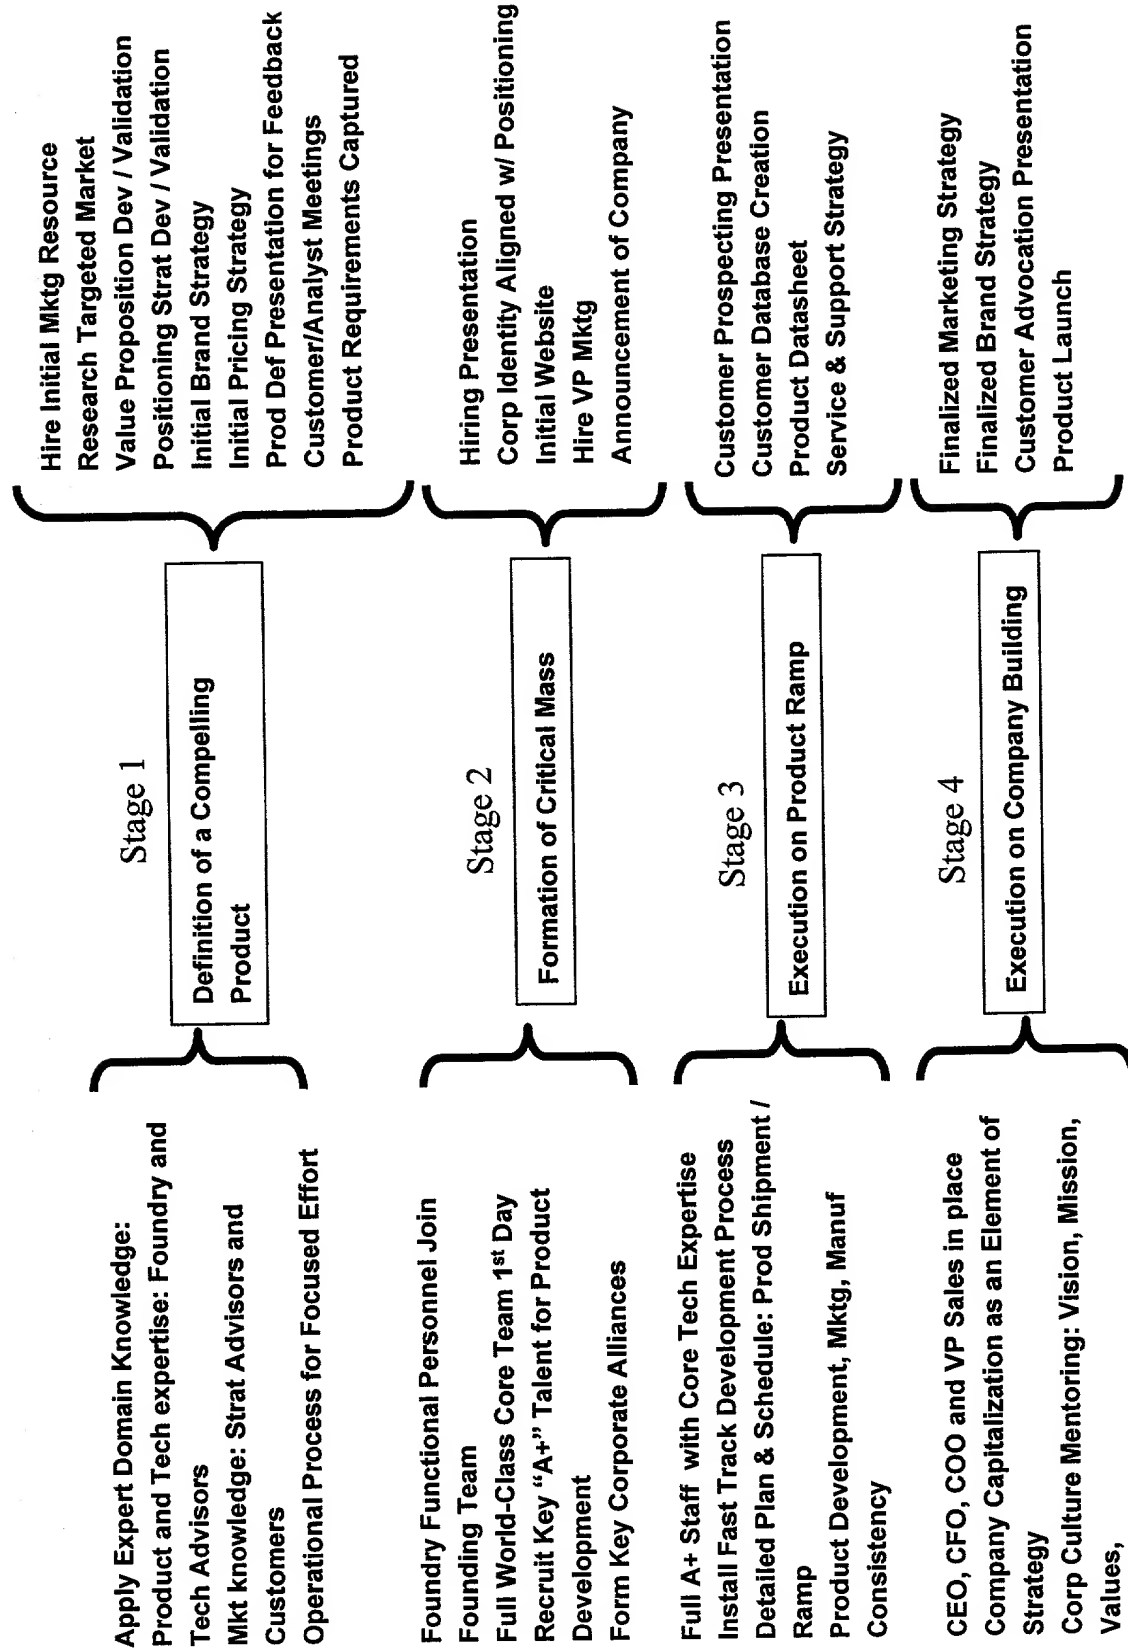 Stage 1
Apply Expert Domain Knowledge:
Product and Tech expertise: Foundry and
Tech Advisors
Mkt knowledge: Strat Advisors and
Customers
Operational Process for Focused Effort
Definition of a Compelling
Product
Hire Initial Mktg Resource
Research Targeted Market
Value Proposition Dev / Validation
Positioning Strat Dev / Validation
Initial Brand Strategy
Initial Pricing Strategy
Prod Def Presentation for Feedback
Customer/Analyst Meetings
Product Requirements Captured
Stage 2
Foundry Functional Personnel Join
Founding Team
Full World-Class Core Team 1st Day
Recruit Key “A+” Talent for Product
Development
Form Key Corporate Alliances
Formation of Critical Mass
Hiring Presentation
Corp Identity Aligned w/ Positioning
Initial Website
Hire VP Mktg
Announcement of Company
Stage 3
Full A+ Staff with Core Tech Expertise
Install Fast Track Development Process
Detailed Plan & Schedule: Prod Shipment /
Ramp
Product Development, Mktg, Manuf
Consistency
Execution on Product Ramp
Customer Prospecting Presentation
Customer Database Creation
Product Datasheet
Service & Support Strategy
Stage 4
CEO, CFO, COO and VP Sales in place
Company Capitalization as an Element of
Strategy
Corp Culture Mentoring: Vision, Mission,
Values,
Execution on Company Building
Finalized Marketing Strategy
Finalized Brand Strategy
Customer Advocation Presentation
Product Launch